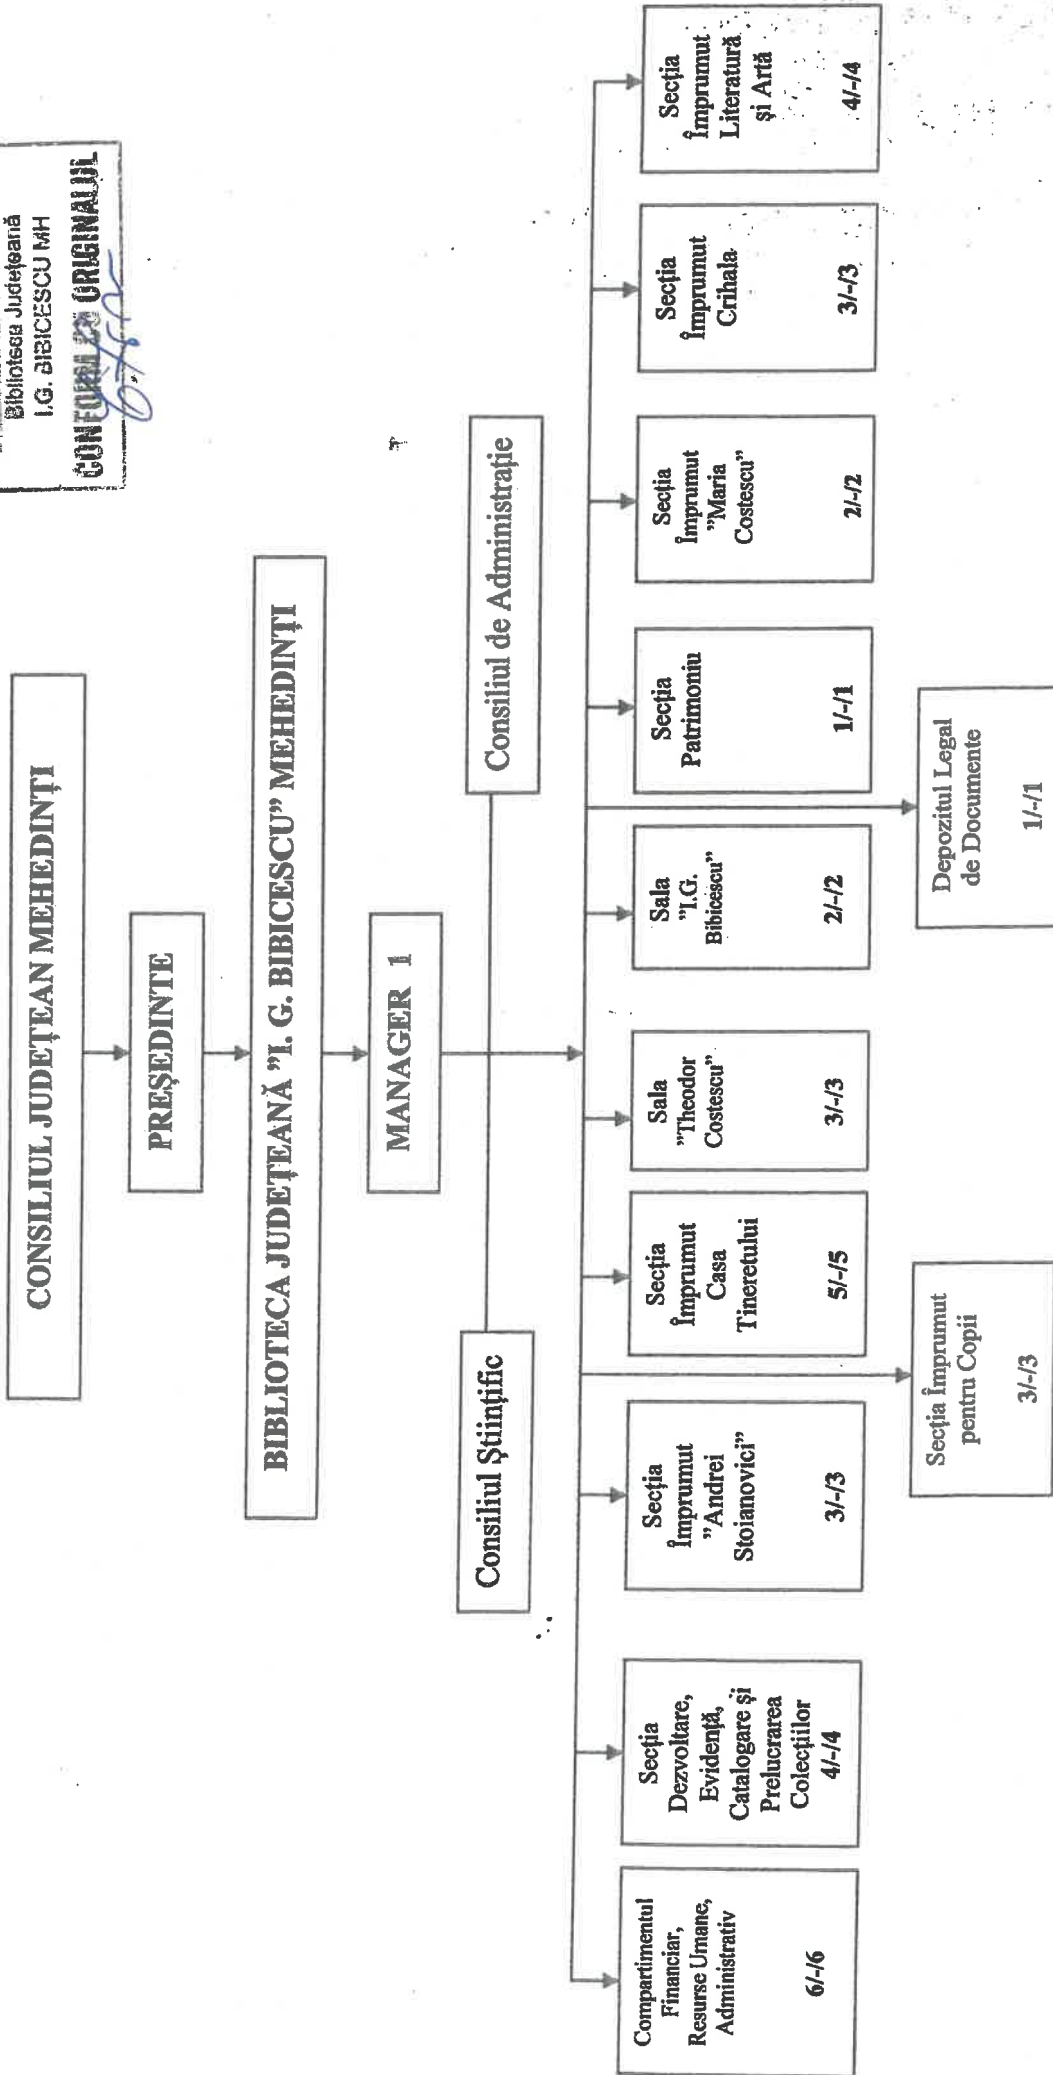 Biblioteca Județeană
I.G. BIBICESCU MH
CONFORM CU ORIGINALUL
CONSILIUL JUDEȚEAN MEHEDINȚI
PREȘEDINTE
BIBLIOTECA JUDEȚEANĂ ”I. G. BIBICESCU” MEHEDINȚI
MANAGER 1
Consiliul Științific
Consiliul de Administrație
Compartimentul
Financiar,
Resurse Umane,
Administrativ
6/-/6
Secția
Dezvoltare,
Evidență,
Catalogare și
Prelucrarea
Colecțiilor
4/-/4
Secția
Împrumut
”Andrei
Stoianovici”
3/-/3
Secția
Împrumut
Casa
Tineretului
5/-/5
Sala
”Theodor
Costescu”
3/-/3
Sala
”I.G.
Bibicescu”
2/-/2
Secția
Patrimoniu
1/-/1
Secția
Împrumut
”Maria
Costescu”
2/-/2
Secția
Împrumut
Crihala
3/-/3
Secția
Împrumut
Literatură
și Artă
4/-/4
Secția Împrumut
pentru Copii
3/-/3
Depozitul Legal
de Documente
1/-/1